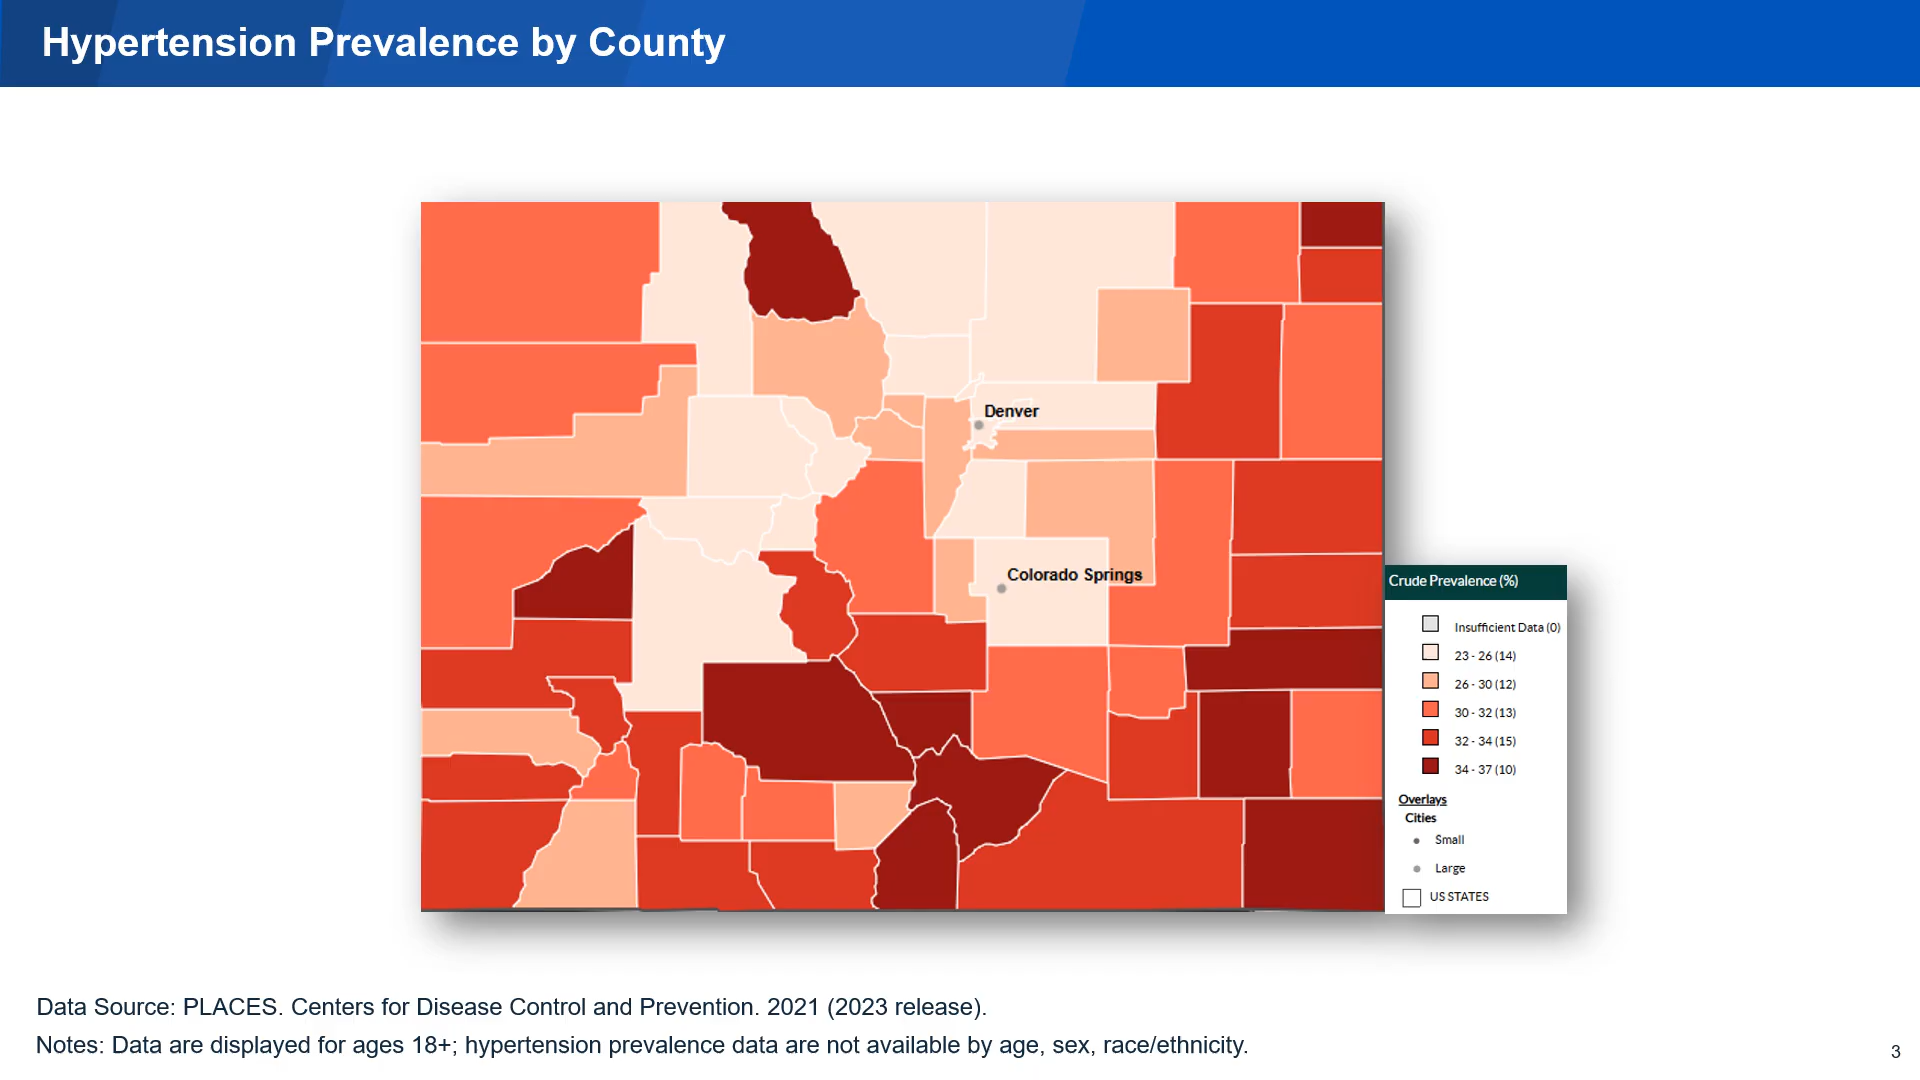 Hypertension Prevalence by County
Denver
Colorado Springs
Crude Prevalence (%)
Insufficient Data (0)
23 - 26 (14)
26 - 30 (12)
30 - 32 (13)
32 - 34 (15)
34 - 37 (10)
Overlays
Cities
Small
Large
US STATES
Data Source: PLACES. Centers for Disease Control and Prevention. 2021 (2023 release).
Notes: Data are displayed for ages 18+; hypertension prevalence data are not available by age, sex, race/ethnicity.
3